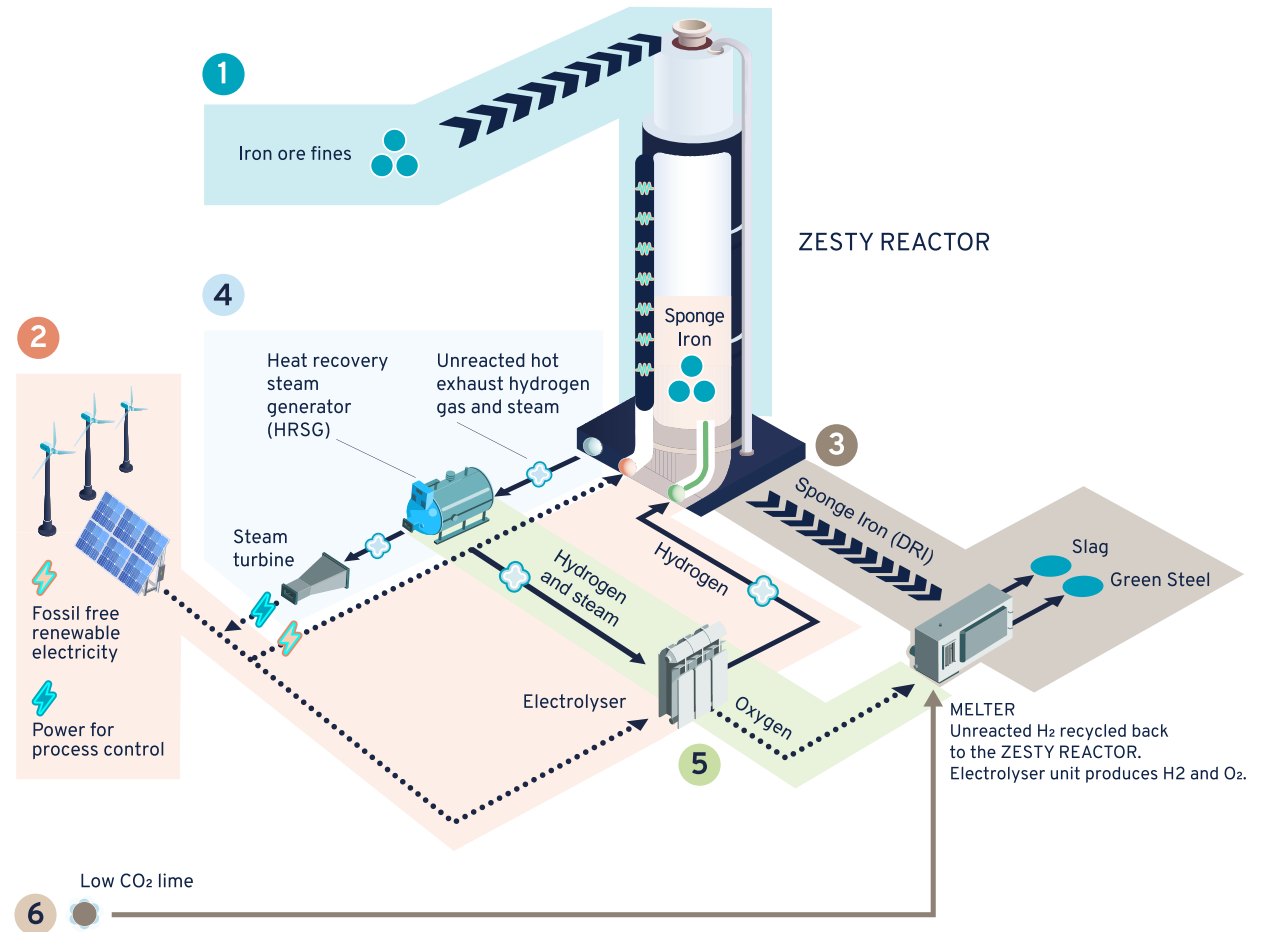 1
Iron ore fines
ZESTY REACTOR
Sponge
Iron
4
2
Heat recovery
steam
generator
(HRSG)
Unreacted hot
exhaust hydrogen
gas and steam
3
Sponge Iron (DRI)
Steam
turbine
Hydrogen
and steam
Hydrogen
Slag
Green Steel
Fossil free
renewable
electricity
Power for
process control
Electrolyser
Oxygen
5
MELTER
Unreacted H₂ recycled back
to the ZESTY REACTOR.
Electrolyser unit produces H2 and O₂.
Low CO₂ lime
6